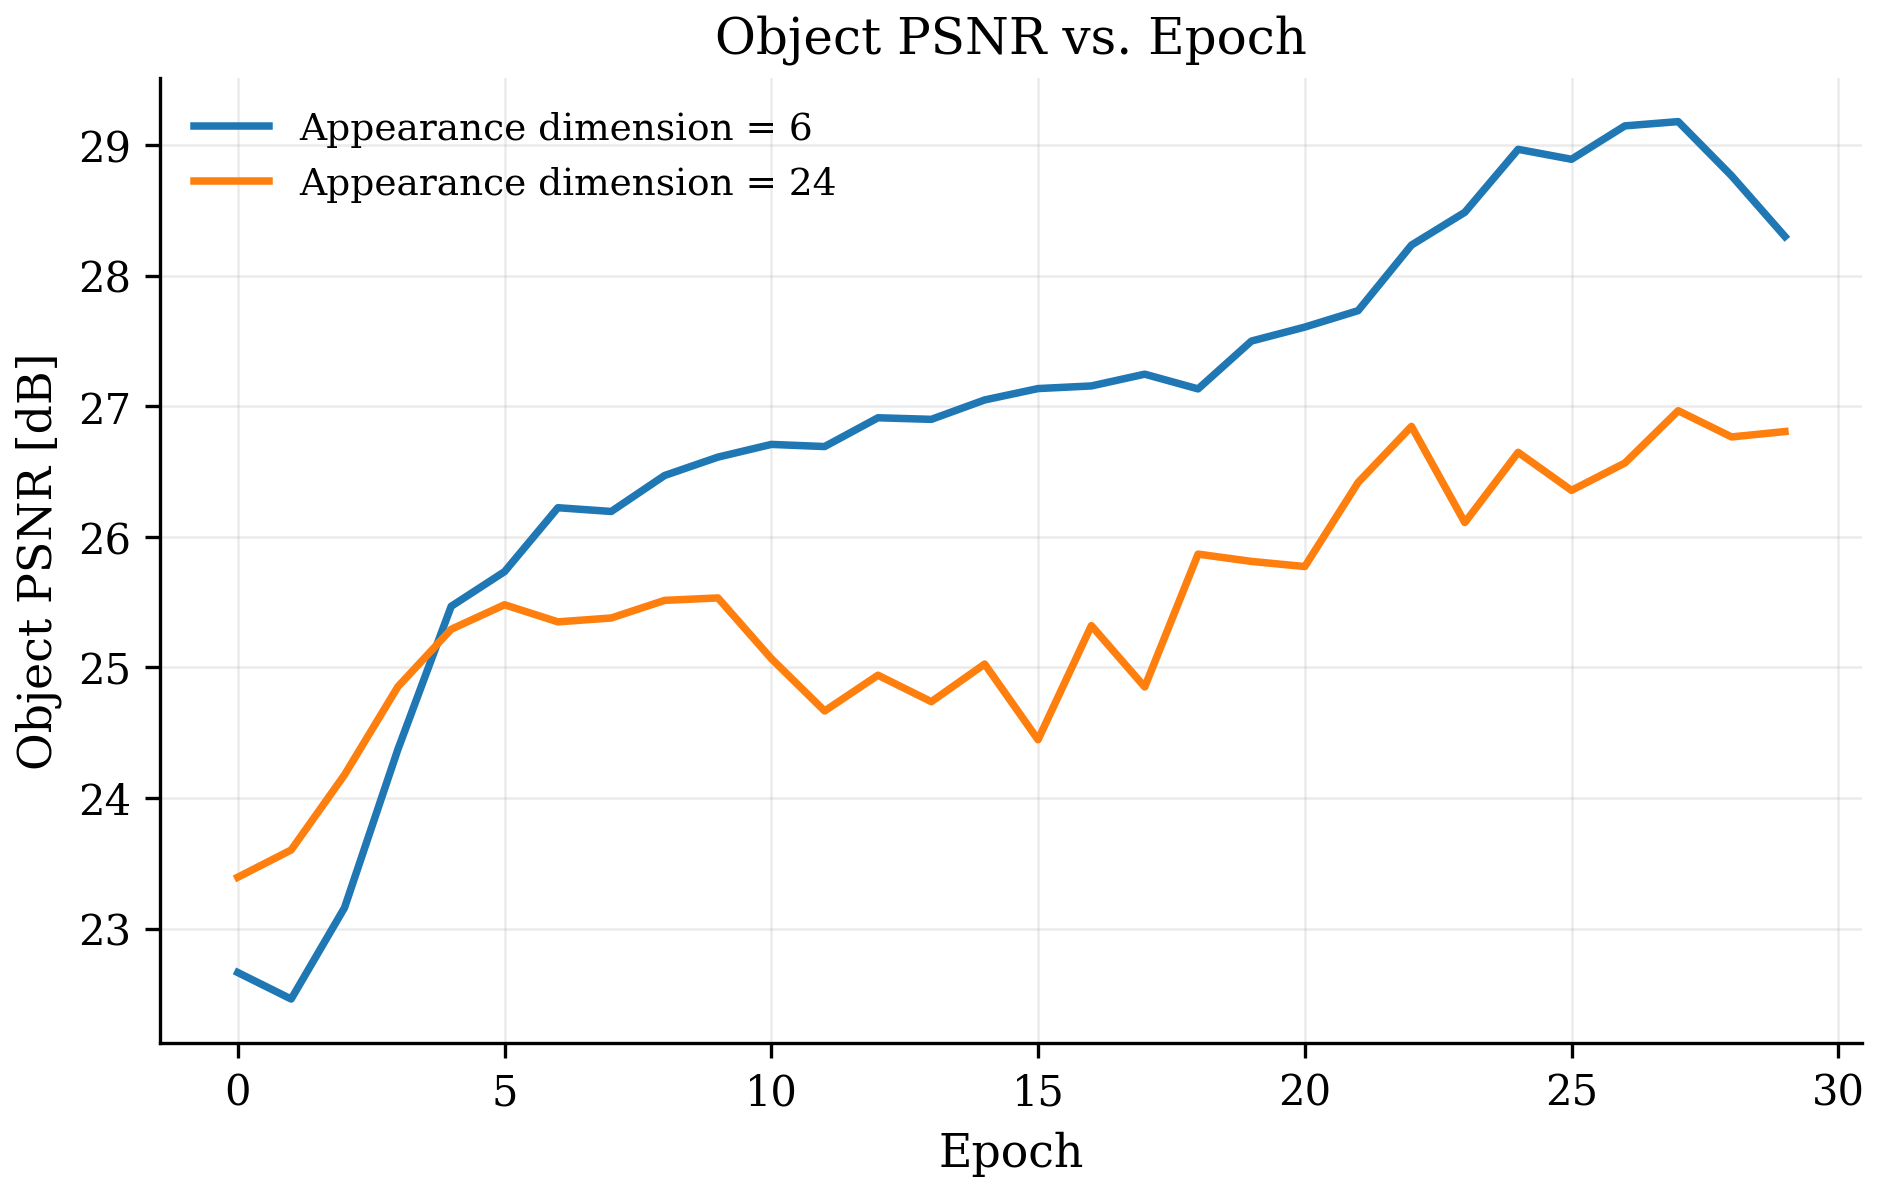 Object PSNR vs. Epoch
Appearance dimension = 6
Appearance dimension = 24
Object PSNR [dB]
29
28
27
26
25
24
23
0 5 10 15 20 25 30
Epoch